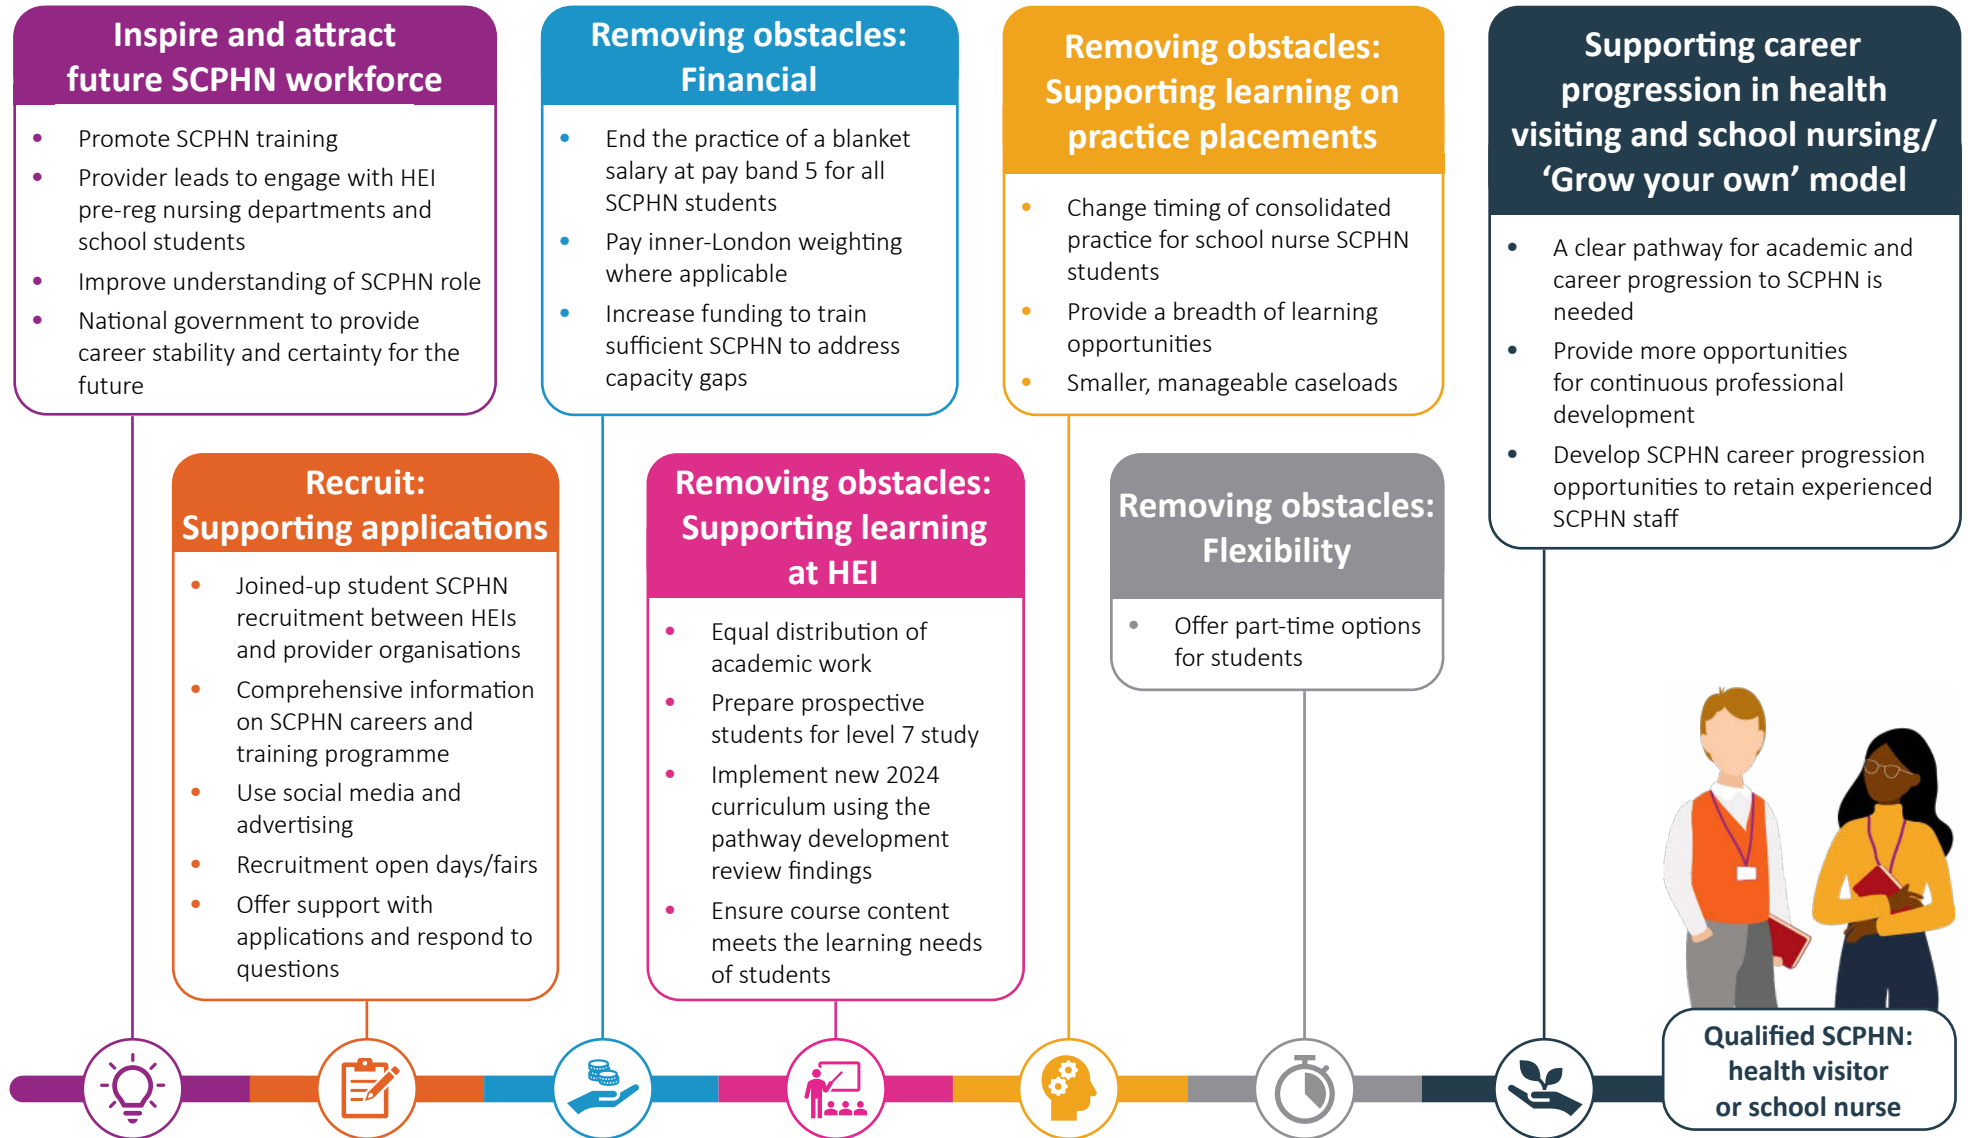 Inspire and attract
future SCPHN workforce
• Promote SCPHN training
• Provider leads to engage with HEI
pre-reg nursing departments and
school students
• Improve understanding of SCPHN role
• National government to provide
career stability and certainty for the
future
Recruit:
Supporting applications
• Joined-up student SCPHN
recruitment between HEIs
and provider organisations
• Comprehensive information
on SCPHN careers and
training programme
• Use social media and
advertising
• Recruitment open days/fairs
• Offer support with
applications and respond to
questions
Removing obstacles:
Financial
• End the practice of a blanket
salary at pay band 5 for all
SCPHN students
• Pay inner-London weighting
where applicable
• Increase funding to train
sufficient SCPHN to address
capacity gaps
Removing obstacles:
Supporting learning
at HEI
• Equal distribution of
academic work
• Prepare prospective
students for level 7 study
• Implement new 2024
curriculum using the
pathway development
review findings
• Ensure course content
meets the learning needs
of students
Removing obstacles:
Supporting learning on
practice placements
• Change timing of consolidated
practice for school nurse SCPHN
students
• Provide a breadth of learning
opportunities
• Smaller, manageable caseloads
Removing obstacles:
Flexibility
• Offer part-time options
for students
Supporting career
progression in health
visiting and school nursing/
‘Grow your own’ model
• A clear pathway for academic and
career progression to SCPHN is
needed
• Provide more opportunities
for continuous professional
development
• Develop SCPHN career progression
opportunities to retain experienced
SCPHN staff
Qualified SCPHN:
health visitor
or school nurse